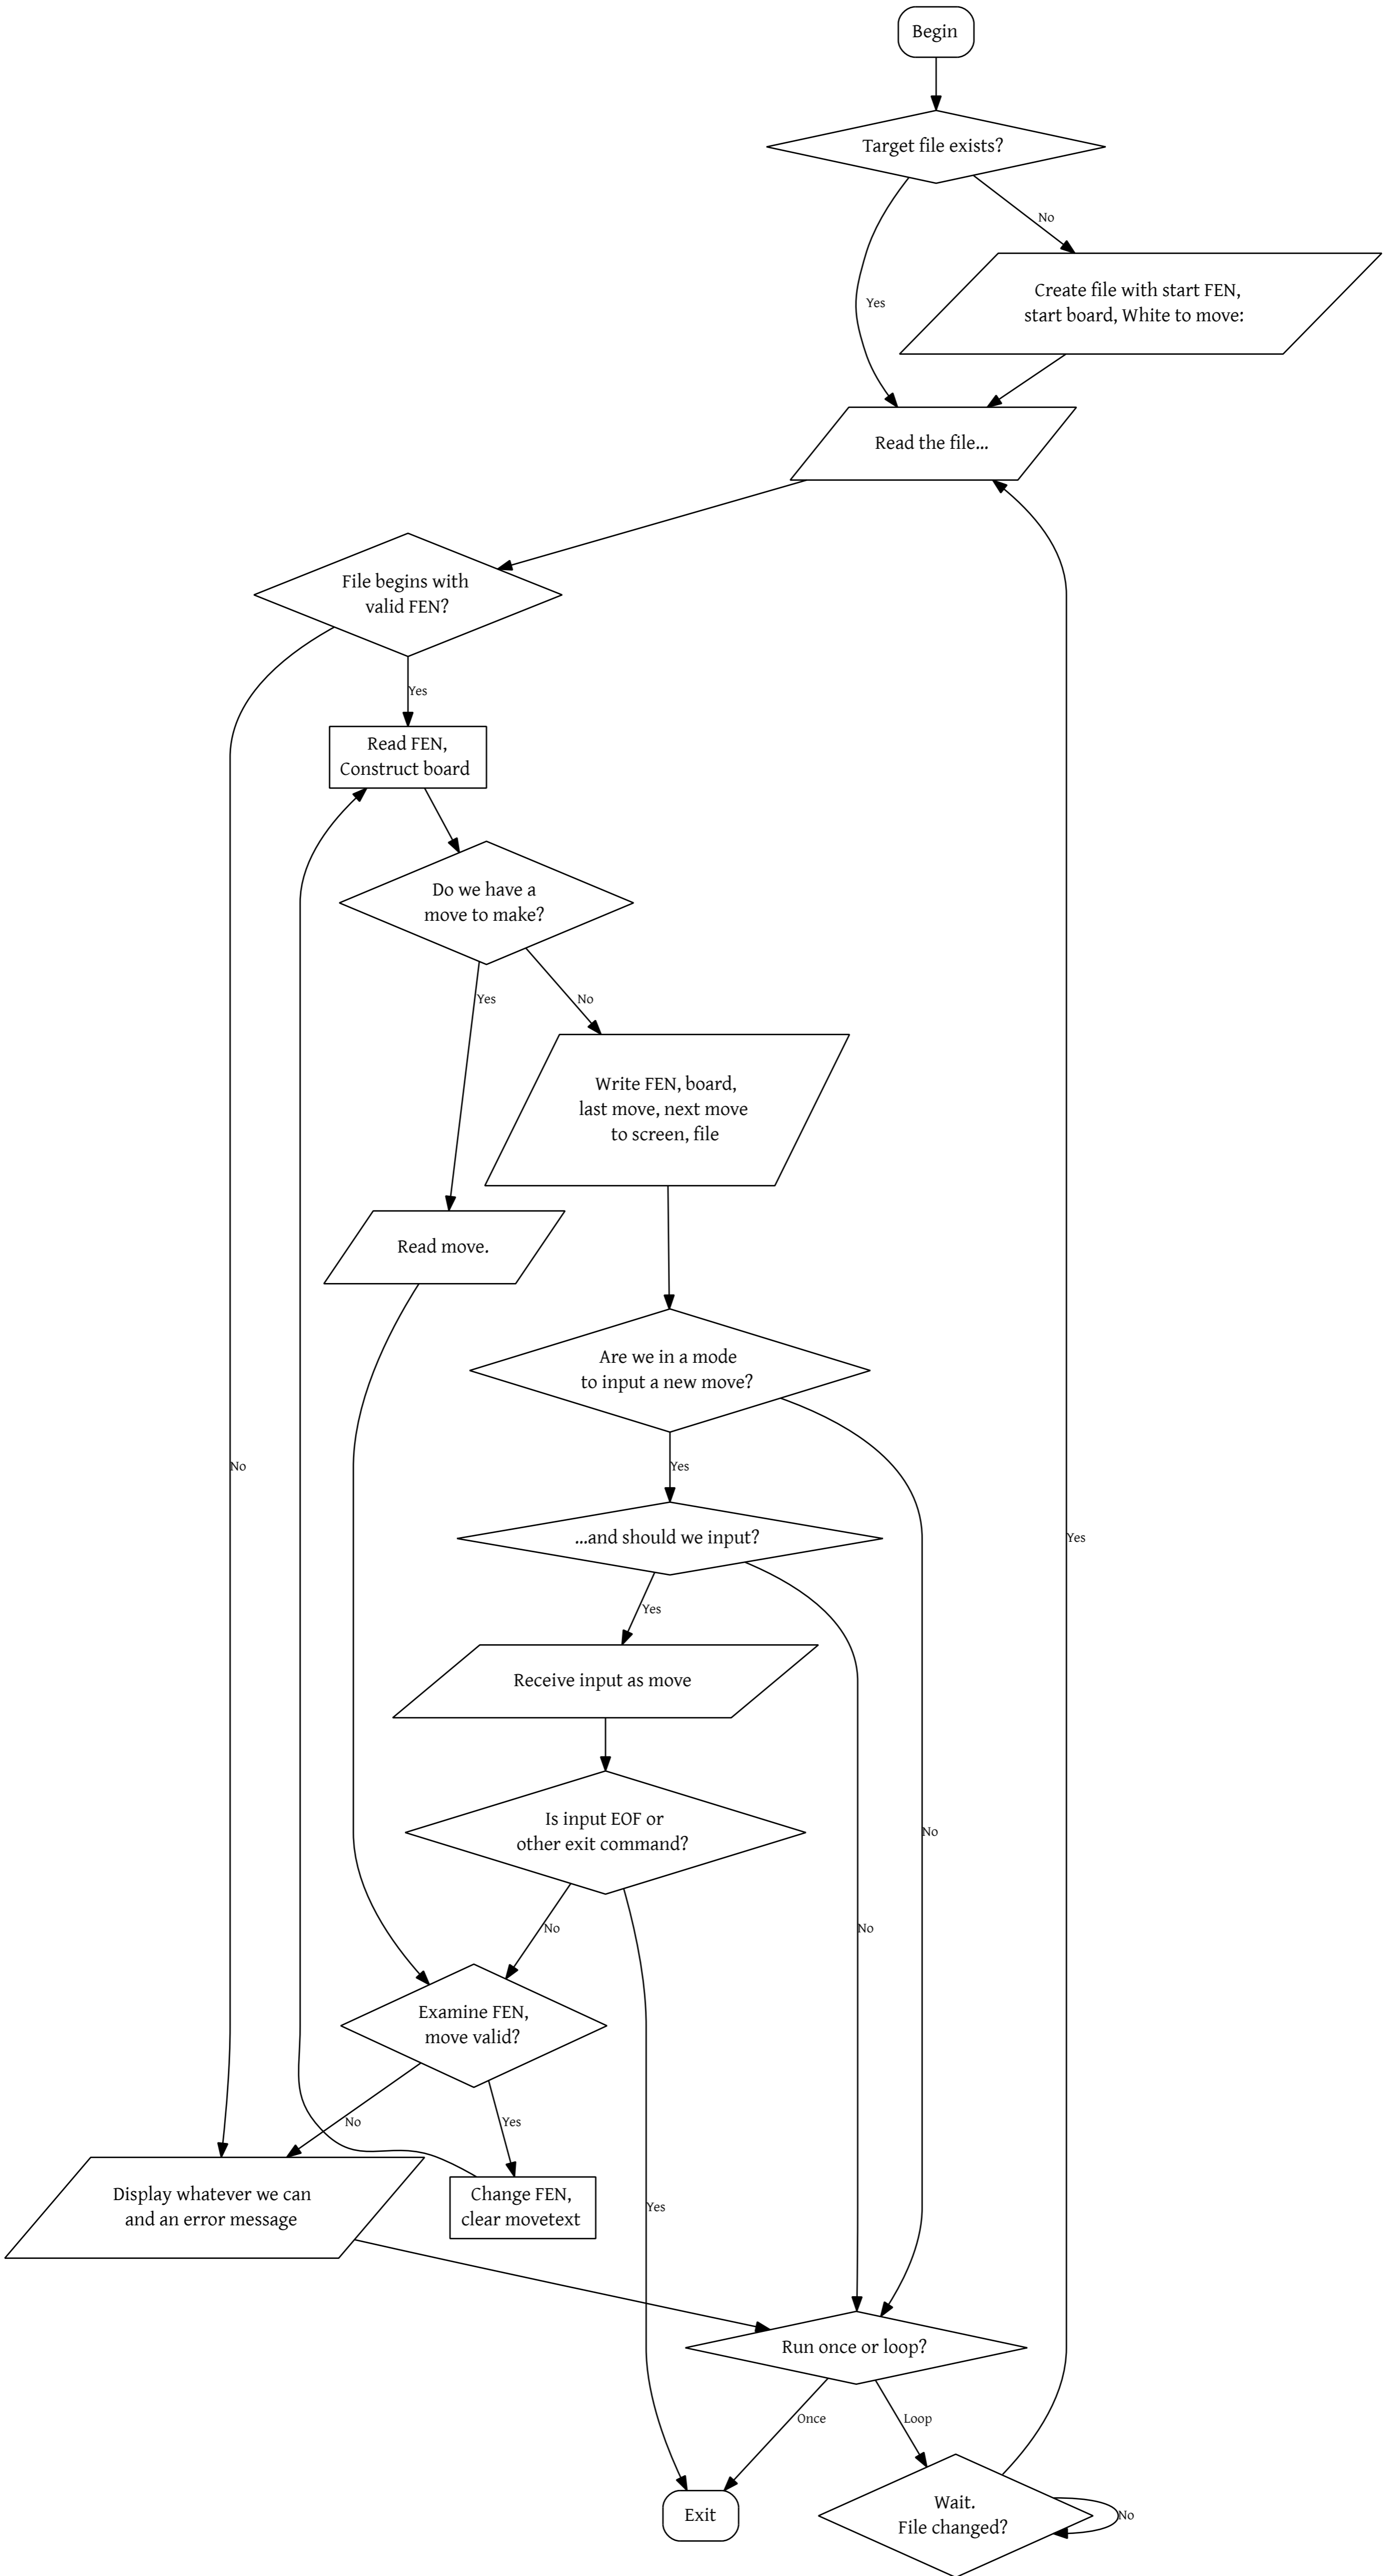 Begin
Target file exists?
No
Create file with start FEN,
start board, White to move:
Yes
Read the file...
File begins with
valid FEN?
Yes
Read FEN,
Construct board
Do we have a
move to make?
Yes
No
Write FEN, board,
last move, next move
to screen, file
Read move.
Are we in a mode
to input a new move?
No
Yes
...and should we input?
Yes
Yes
Receive input as move
Is input EOF or
other exit command?
No
No
No
Examine FEN,
move valid?
No
Yes
Display whatever we can
and an error message
Change FEN,
clear movetext
Yes
Run once or loop?
Once
Loop
Exit
Wait.
File changed?
No